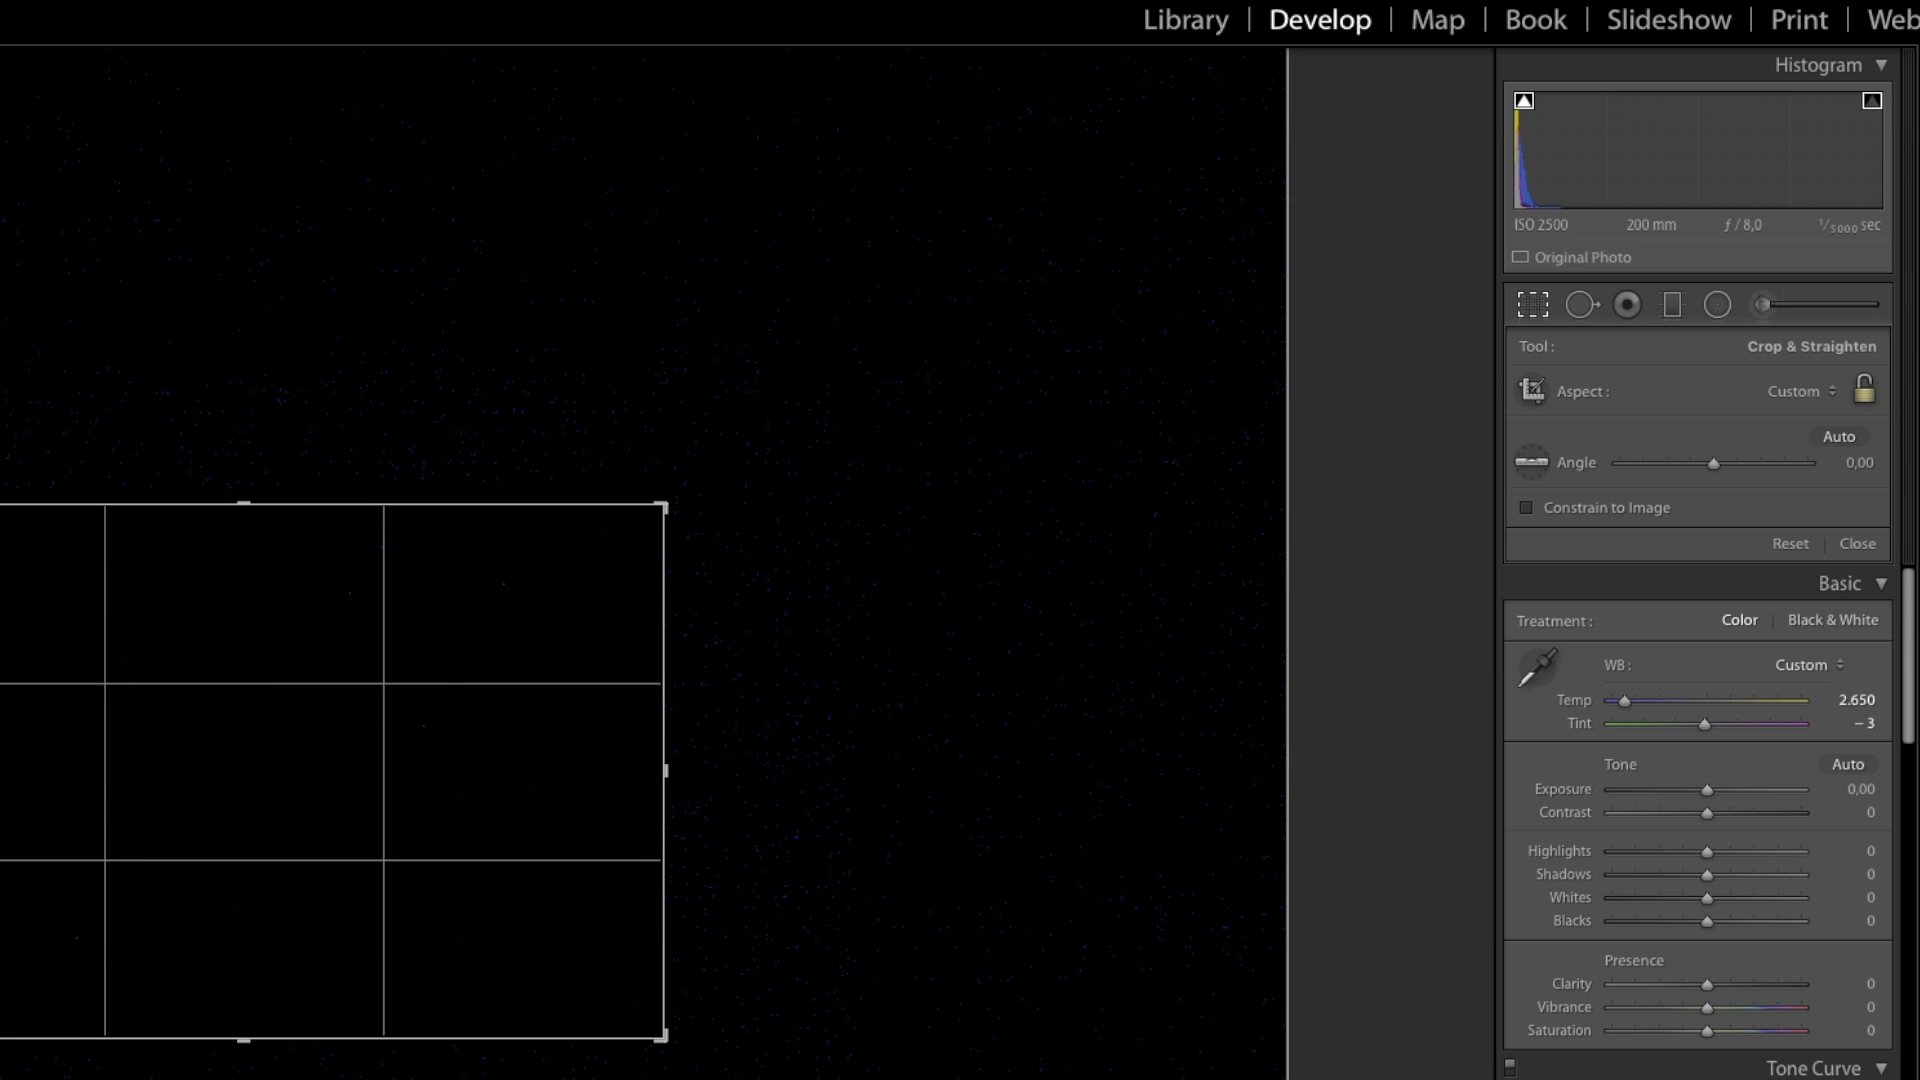 Library | Develop | Map | Book | Slideshow | Print | Web
Histogram
ISO 2500 200 mm ƒ / 8,0 1/5000 sec
Original Photo
Tool : Crop & Straighten
Aspect : Custom
Auto
Angle 0,00
Constrain to Image
Reset | Close
Basic
Treatment : Color | Black & White
WB : Custom
Temp 2.650
Tint – 3
Tone Auto
Exposure 0,00
Contrast 0
Highlights 0
Shadows 0
Whites 0
Blacks 0
Presence
Clarity 0
Vibrance 0
Saturation 0
Tone Curve